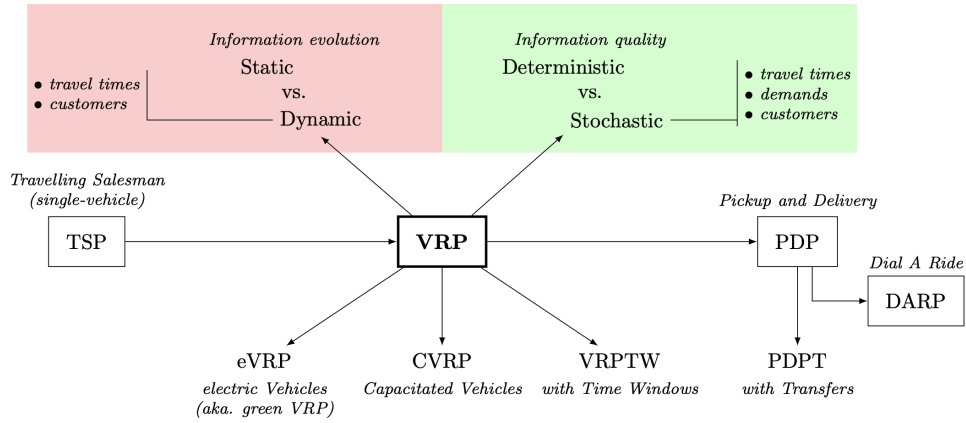 Information evolution
Static
vs.
Dynamic
• travel times
• customers
Information quality
Deterministic
vs.
Stochastic
• travel times
• demands
• customers
Travelling Salesman
(single-vehicle)
TSP
VRP
Pickup and Delivery
PDP
Dial A Ride
DARP
eVRP
electric Vehicles
(aka. green VRP)
CVRP
Capacitated Vehicles
VRPTW
with Time Windows
PDPT
with Transfers